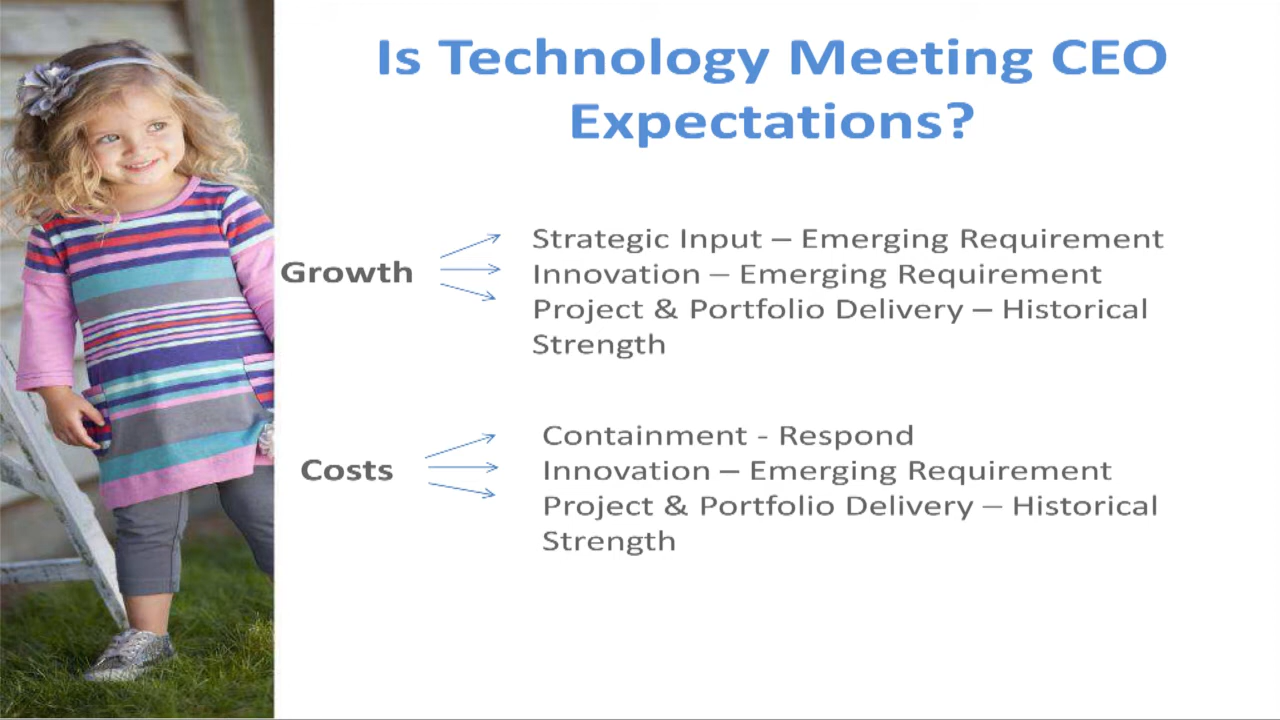 Is Technology Meeting CEO
Expectations?
Growth
Strategic Input – Emerging Requirement
Innovation – Emerging Requirement
Project & Portfolio Delivery – Historical
Strength
Costs
Containment - Respond
Innovation – Emerging Requirement
Project & Portfolio Delivery – Historical
Strength